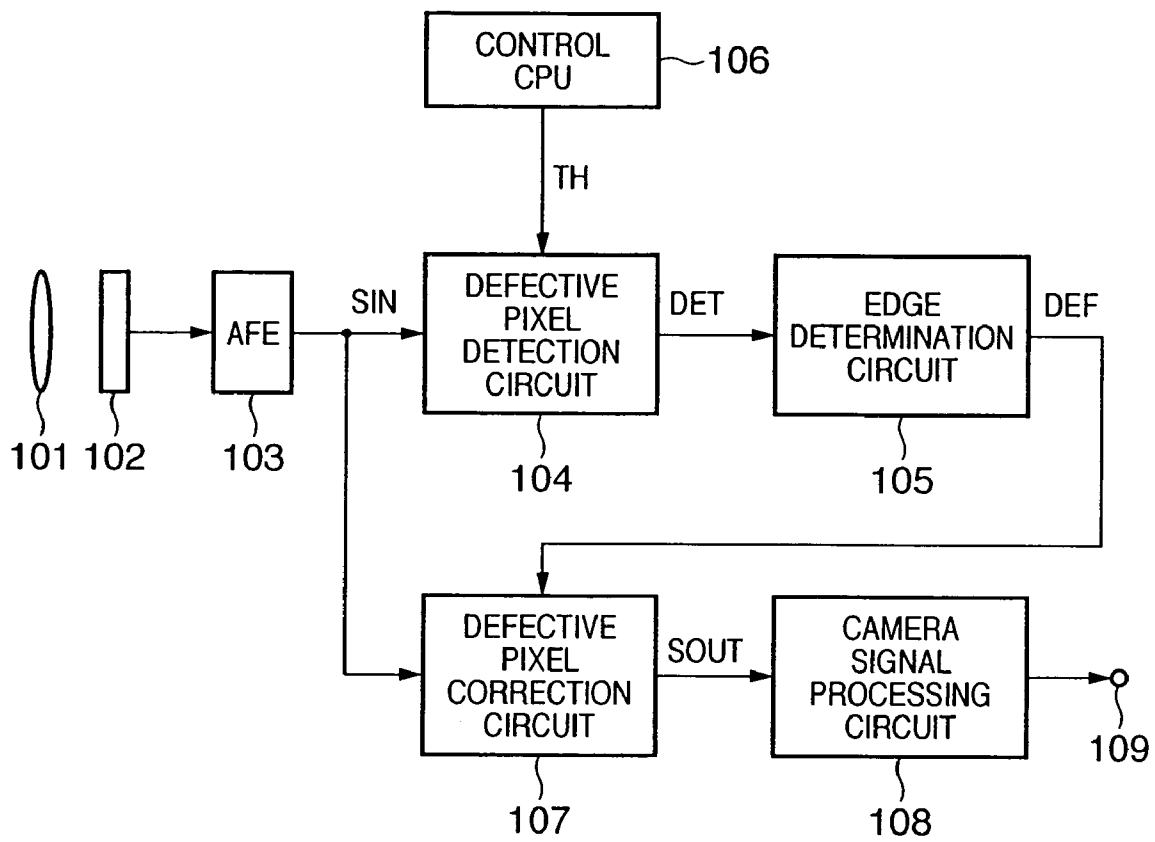 CONTROL
CPU
106
TH
SIN
DEFECTIVE
PIXEL
DETECTION
CIRCUIT
DET
EDGE
DETERMINATION
CIRCUIT
DEF
AFE
101
102
103
104
105
DEFECTIVE
PIXEL
CORRECTION
CIRCUIT
SOUT
CAMERA
SIGNAL
PROCESSING
CIRCUIT
109
107
108